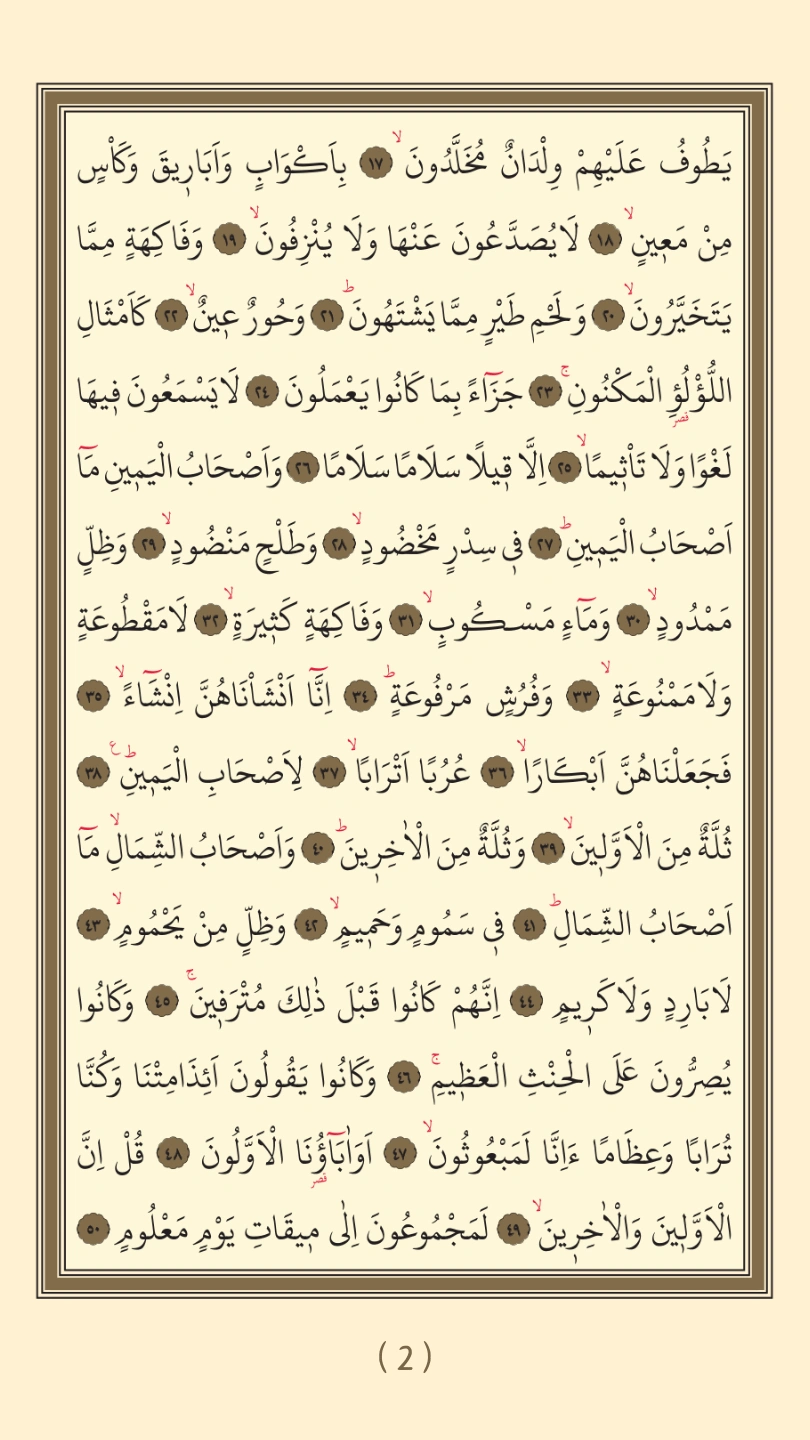 يَطُوفُ عَلَيْهِمْ وِلْدَانٌ مُخَلَّدُونَۙ ﴿١٧﴾ بِاَكْوَابٍ وَاَبَارٖيقَ وَكَاْسٍ
مِنْ مَعٖينٍۙ ﴿١٨﴾ لَا يُصَدَّعُونَ عَنْهَا وَلَا يُنْزِفُونَۙ ﴿١٩﴾ وَفَاكِهَةٍ مِمَّا
يَتَخَيَّرُونَۙ ﴿٢٠﴾ وَلَحْمِ طَيْرٍ مِمَّا يَشْتَهُونَۜ ﴿٢١﴾ وَحُورٌ عٖينٌۙ ﴿٢٢﴾ كَاَمْثَالِ
اللُّؤْلُؤِ الْمَكْنُونِۚ ﴿٢٣﴾ جَزَٓاءً بِمَا كَانُوا يَعْمَلُونَ ﴿٢٤﴾ لَا يَسْمَعُونَ فٖيهَا
قصر
لَغْوًا وَلَا تَاْثٖيمًاۙ ﴿٢٥﴾ اِلَّا قٖيلًا سَلَامًا سَلَامًا ﴿٢٦﴾ وَاَصْحَابُ الْيَمٖينِ مَٓا
اَصْحَابُ الْيَمٖينِۜ ﴿٢٧﴾ فٖي سِدْرٍ مَخْضُودٍۙ ﴿٢٨﴾ وَطَلْحٍ مَنْضُودٍۙ ﴿٢٩﴾ وَظِلٍّ
مَمْدُودٍۙ ﴿٣٠﴾ وَمَٓاءٍ مَسْكُوبٍۙ ﴿٣١﴾ وَفَاكِهَةٍ كَثٖيرَةٍۙ ﴿٣٢﴾ لَا مَقْطُوعَةٍ
وَلَا مَمْنُوعَةٍۙ ﴿٣٣﴾ وَفُرُشٍ مَرْفُوعَةٍۜ ﴿٣٤﴾ اِنَّٓا اَنْشَاْنَاهُنَّ اِنْشَٓاءًۙ ﴿٣٥﴾
فَجَعَلْنَاهُنَّ اَبْكَارًاۙ ﴿٣٦﴾ عُرُبًا اَتْرَابًاۙ ﴿٣٧﴾ لِاَصْحَابِ الْيَمٖينِۜ ع ﴿٣٨﴾
ثُلَّةٌ مِنَ الْاَوَّلٖينَۙ ﴿٣٩﴾ وَثُلَّةٌ مِنَ الْاٰخِرٖينَۜ ﴿٤٠﴾ وَاَصْحَابُ الشِّمَالِۙ مَٓا
اَصْحَابُ الشِّمَالِۜ ﴿٤١﴾ فٖي سَمُومٍ وَحَمٖيمٍۙ ﴿٤٢﴾ وَظِلٍّ مِنْ يَحْمُومٍۙ ﴿٤٣﴾
لَا بَارِدٍ وَلَا كَرٖيمٍ ﴿٤٤﴾ اِنَّهُمْ كَانُوا قَبْلَ ذٰلِكَ مُتْرَفٖينَۚ ﴿٤٥﴾ وَكَانُوا
يُصِرُّونَ عَلَى الْحِنْثِ الْعَظٖيمِۚ ﴿٤٦﴾ وَكَانُوا يَقُولُونَ اَئِذَا مِتْنَا وَكُنَّا
تُرَابًا وَعِظَامًا ءَاِنَّا لَمَبْعُوثُونَۙ ﴿٤٧﴾ اَوَاٰبَٓاؤُنَا الْاَوَّلُونَ ﴿٤٨﴾ قُلْ اِنَّ
قصر
الْاَوَّلٖينَ وَالْاٰخِرٖينَۙ ﴿٤٩﴾ لَمَجْمُوعُونَ اِلٰى مٖيقَاتِ يَوْمٍ مَعْلُومٍ ﴿٥٠﴾
( 2 )